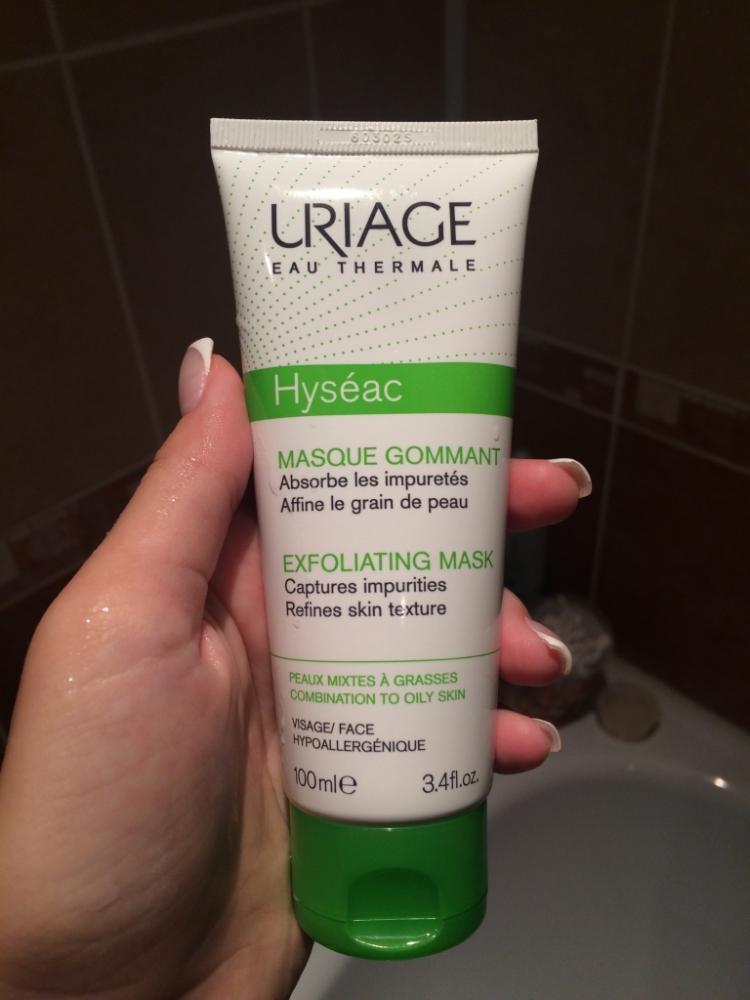 603025
URIAGE
EAU THERMALE
Hyséac
MASQUE GOMMANT
Absorbe les impuretés
Affine le grain de peau
EXFOLIATING MASK
Captures impurities
Refines skin texture
PEAUX MIXTES À GRASSES
COMBINATION TO OILY SKIN
VISAGE/ FACE
HYPOALLERGÉNIQUE
100ml℮ 3.4fl.oz.